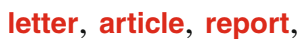 letter, article, report,